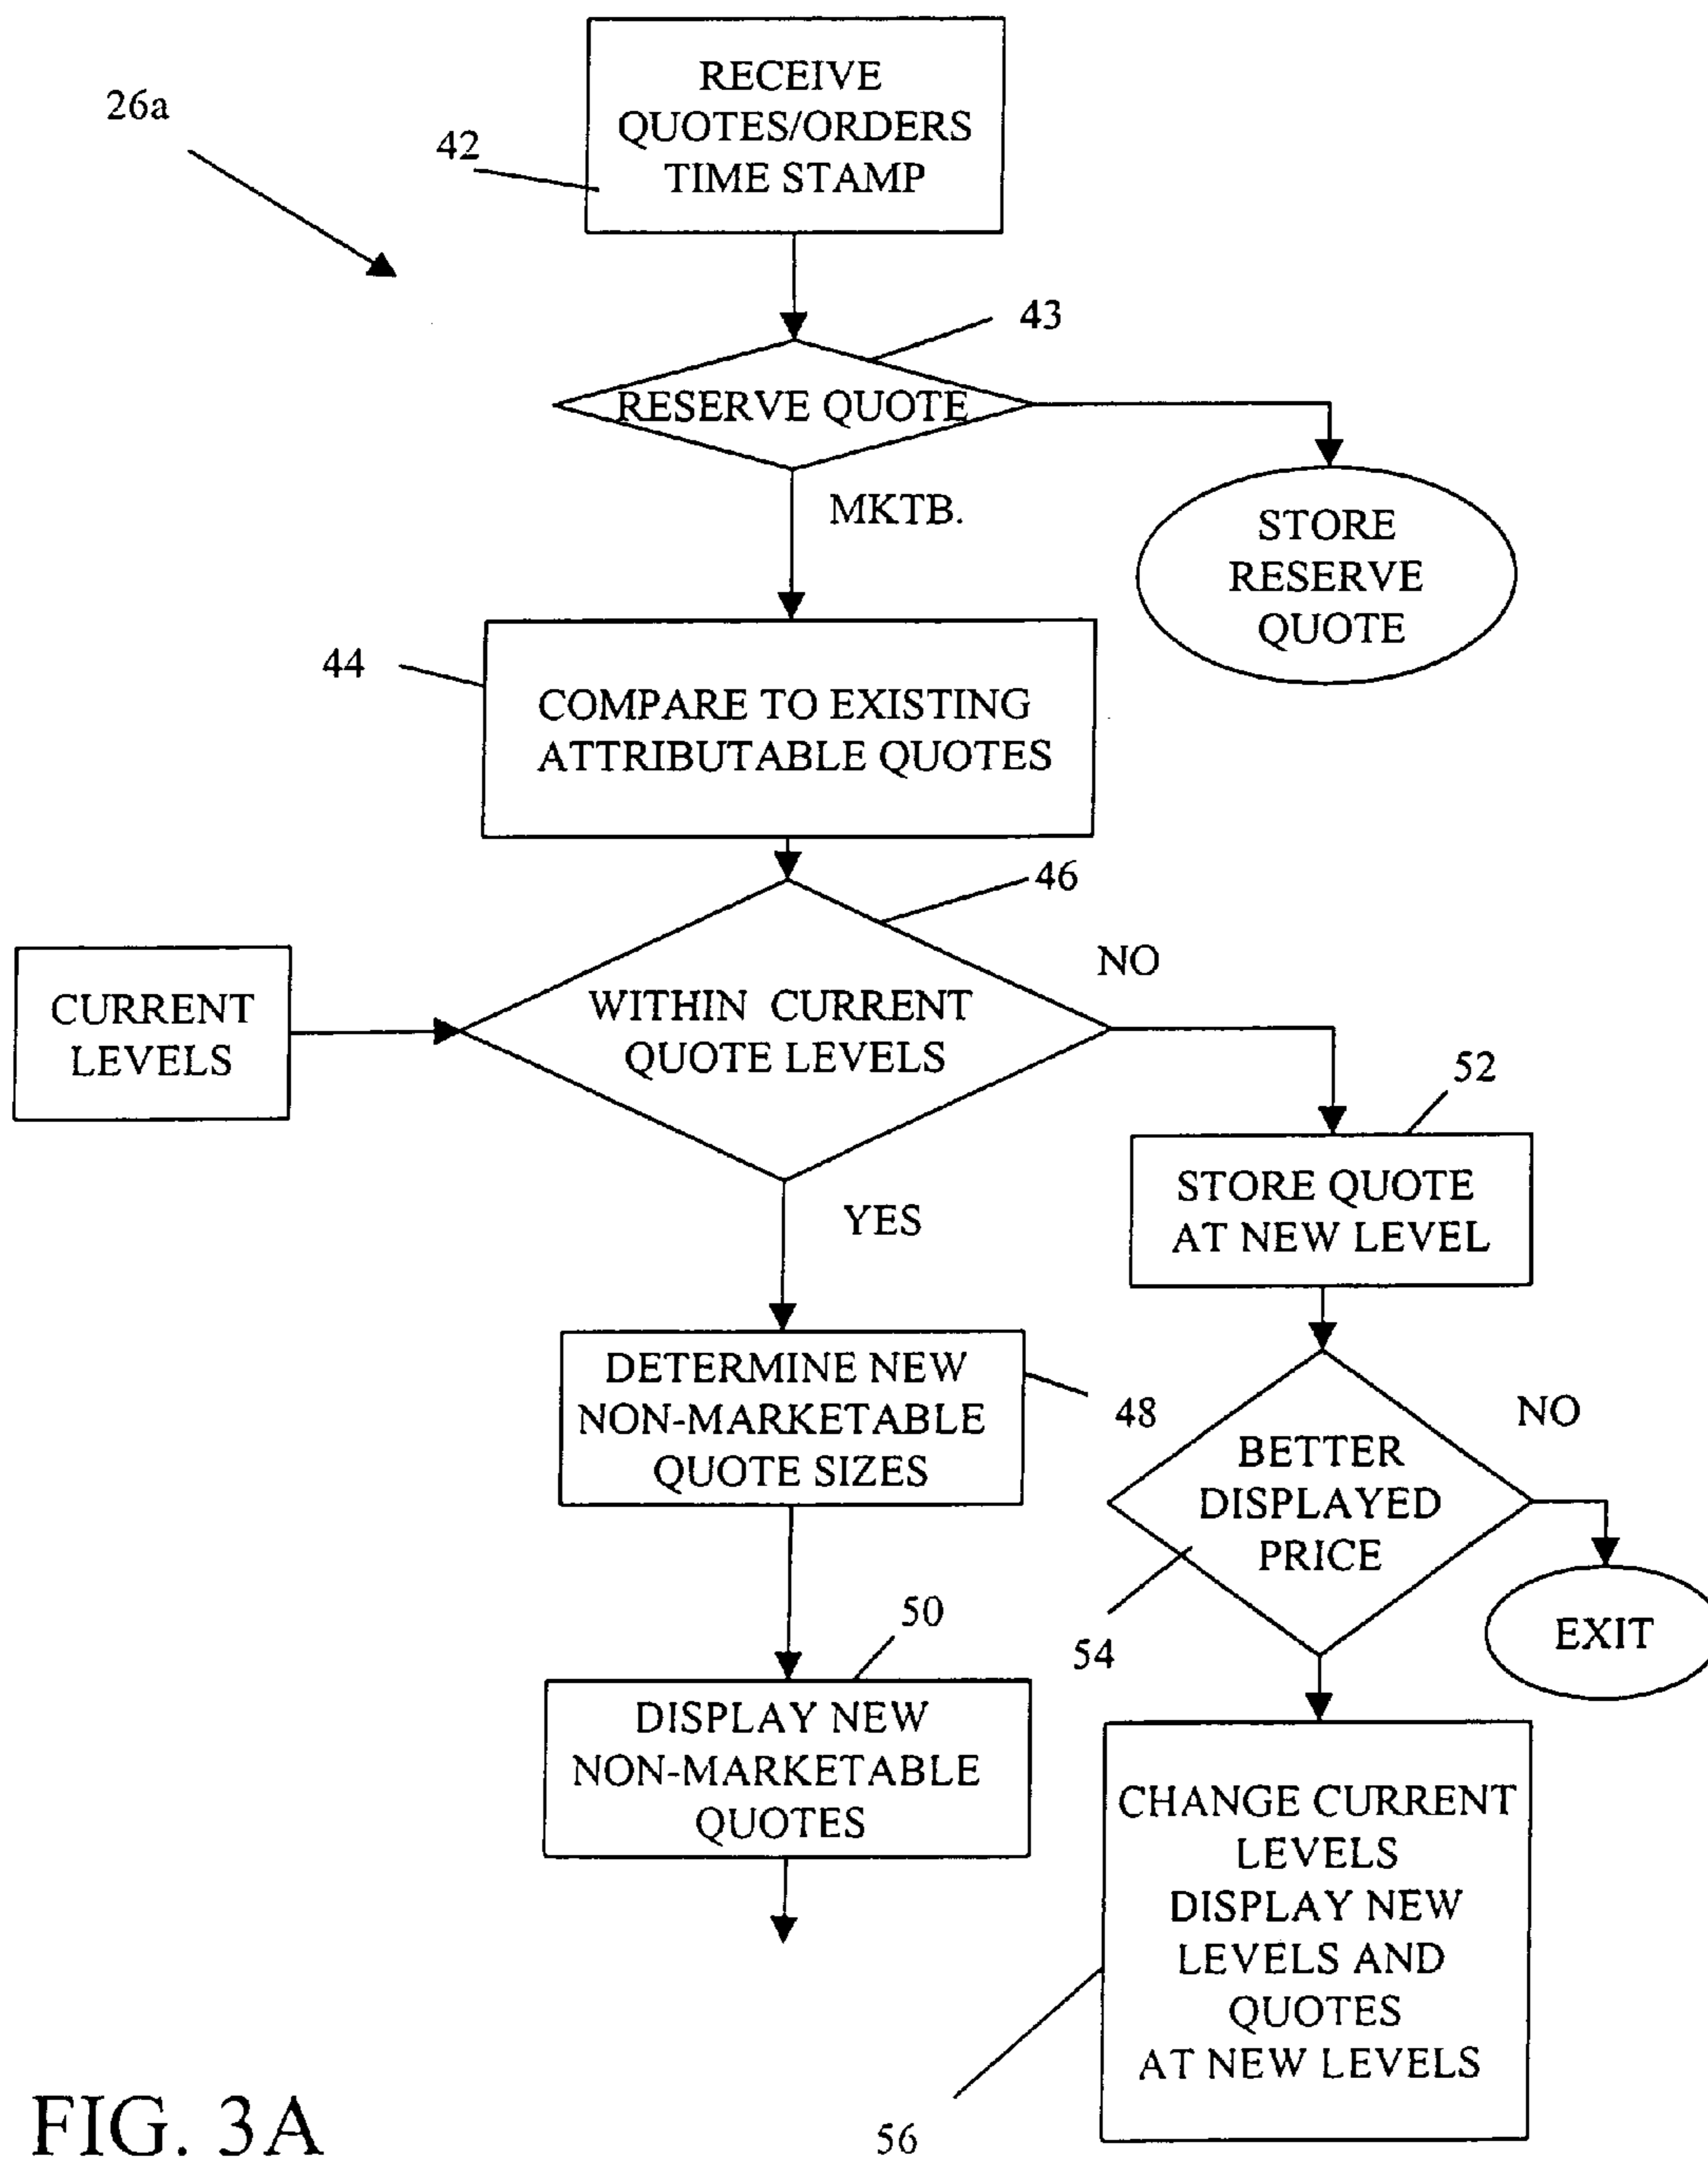 RECEIVE
QUOTES/ORDERS
TIME STAMP
26a
42
43
RESERVE QUOTE
MKTB.
STORE
RESERVE
QUOTE
44
COMPARE TO EXISTING
ATTRIBUTABLE QUOTES
46
NO
CURRENT
LEVELS
WITHIN CURRENT
QUOTE LEVELS
52
YES
STORE QUOTE
AT NEW LEVEL
DETERMINE NEW
NON-MARKETABLE
QUOTE SIZES
48
NO
BETTER
DISPLAYED
PRICE
50
54
EXIT
DISPLAY NEW
NON-MARKETABLE
QUOTES
CHANGE CURRENT
LEVELS
DISPLAY NEW
LEVELS AND
QUOTES
AT NEW LEVELS
56
FIG. 3A